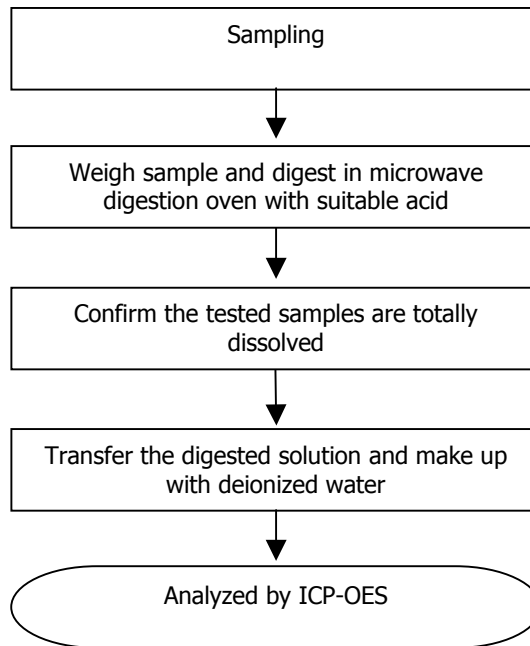 Sampling
Weigh sample and digest in microwave
digestion oven with suitable acid
Confirm the tested samples are totally
dissolved
Transfer the digested solution and make up
with deionized water
Analyzed by ICP-OES